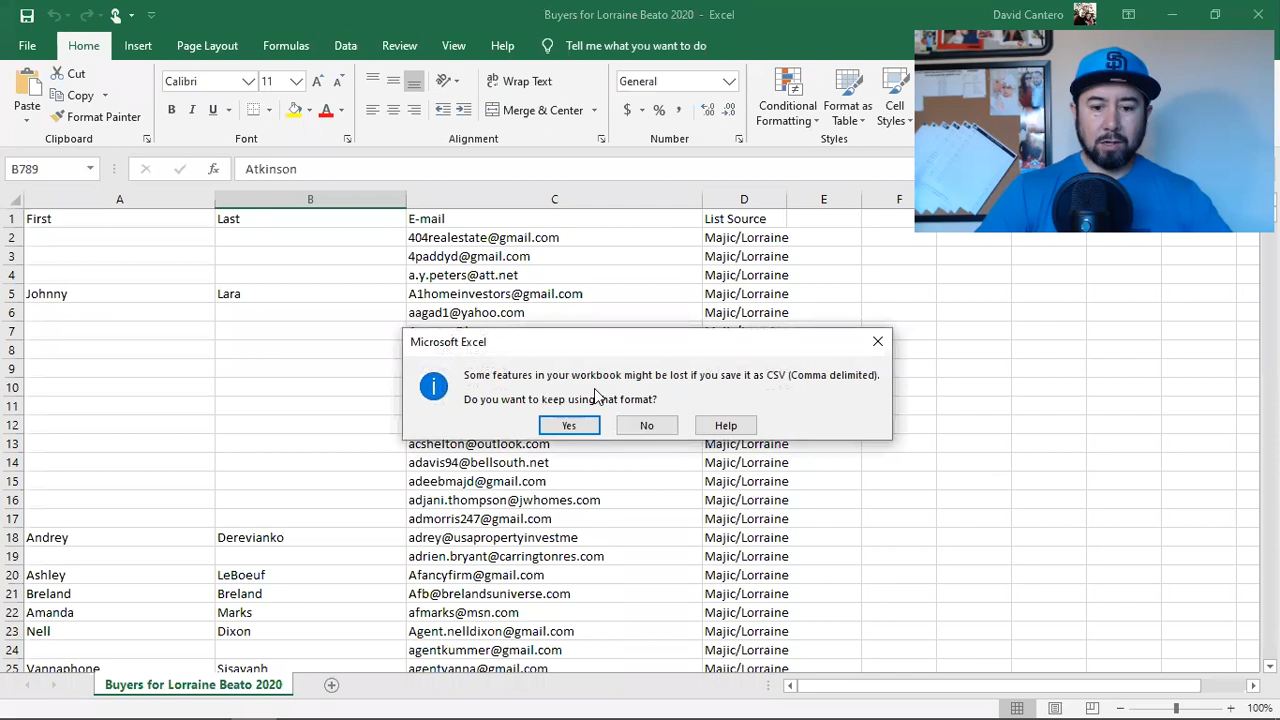 Buyers for Lorraine Beato 2020 - Excel
David Cantero
File Home Insert Page Layout Formulas Data Review View Help Tell me what you want to do
Paste
Cut
Copy
Format Painter
Clipboard
Calibri 11
B I U
Font
Wrap Text
Merge & Center
Alignment
General
$ % ,
Number
Conditional Formatting
Format as Table
Cell Styles
Styles
B789 fx Atkinson
A B C D E F
1 First Last E-mail List Source
2 404realestate@gmail.com Majic/Lorraine
3 4paddyd@gmail.com Majic/Lorraine
4 a.y.peters@att.net Majic/Lorraine
5 Johnny Lara A1homeinvestors@gmail.com Majic/Lorraine
6 aagad1@yahoo.com Majic/Lorraine
7
8
9
10
11
12
Microsoft Excel
Some features in your workbook might be lost if you save it as CSV (Comma delimited).
Do you want to keep using that format?
Yes No Help
13 acshelton@outlook.com Majic/Lorraine
14 adavis94@bellsouth.net Majic/Lorraine
15 adeebmajd@gmail.com Majic/Lorraine
16 adjani.thompson@jwhomes.com Majic/Lorraine
17 admorris247@gmail.com Majic/Lorraine
18 Andrey Derevianko adrey@usapropertyinvestme Majic/Lorraine
19 adrien.bryant@carringtonres.com Majic/Lorraine
20 Ashley LeBoeuf Afancyfirm@gmail.com Majic/Lorraine
21 Breland Breland Afb@brelandsuniverse.com Majic/Lorraine
22 Amanda Marks afmarks@msn.com Majic/Lorraine
23 Nell Dixon Agent.nelldixon@gmail.com Majic/Lorraine
24 agentkummer@gmail.com Majic/Lorraine
25 Vannaphone Sisavanh agentvanna@gmail.com Majic/Lorraine
Buyers for Lorraine Beato 2020
100%